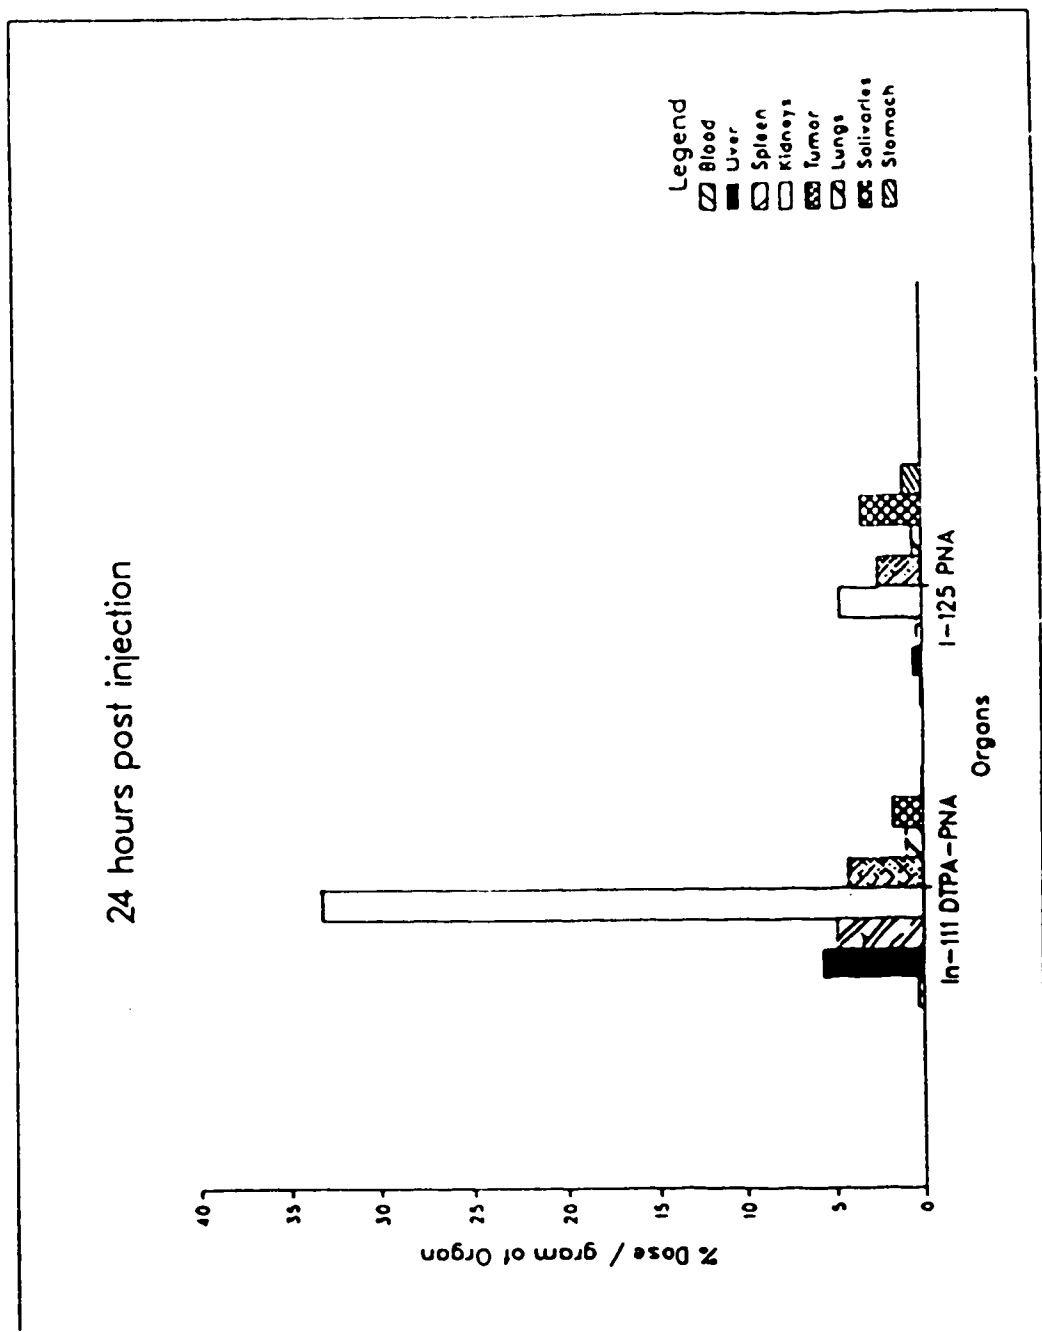 24 hours post injection
% Dose / gram of Organ
40
35
30
25
20
15
10
5
0
In-111 DTPA-PNA
I-125 PNA
Organs
Legend
Blood
Liver
Spleen
Kidneys
Tumor
Lungs
Salivaries
Stomach